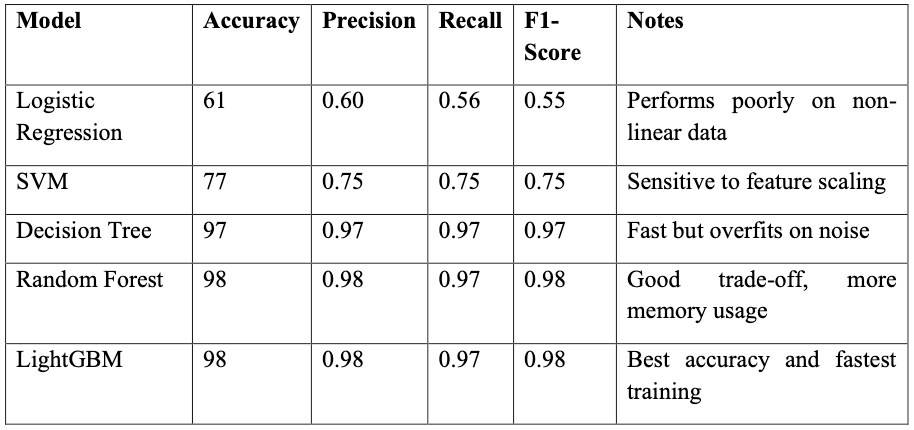 Model Accuracy Precision Recall F1-
Score Notes
Logistic
Regression 61 0.60 0.56 0.55 Performs poorly on non-
linear data
SVM 77 0.75 0.75 0.75 Sensitive to feature scaling
Decision Tree 97 0.97 0.97 0.97 Fast but overfits on noise
Random Forest 98 0.98 0.97 0.98 Good trade-off, more
memory usage
LightGBM 98 0.98 0.97 0.98 Best accuracy and fastest
training